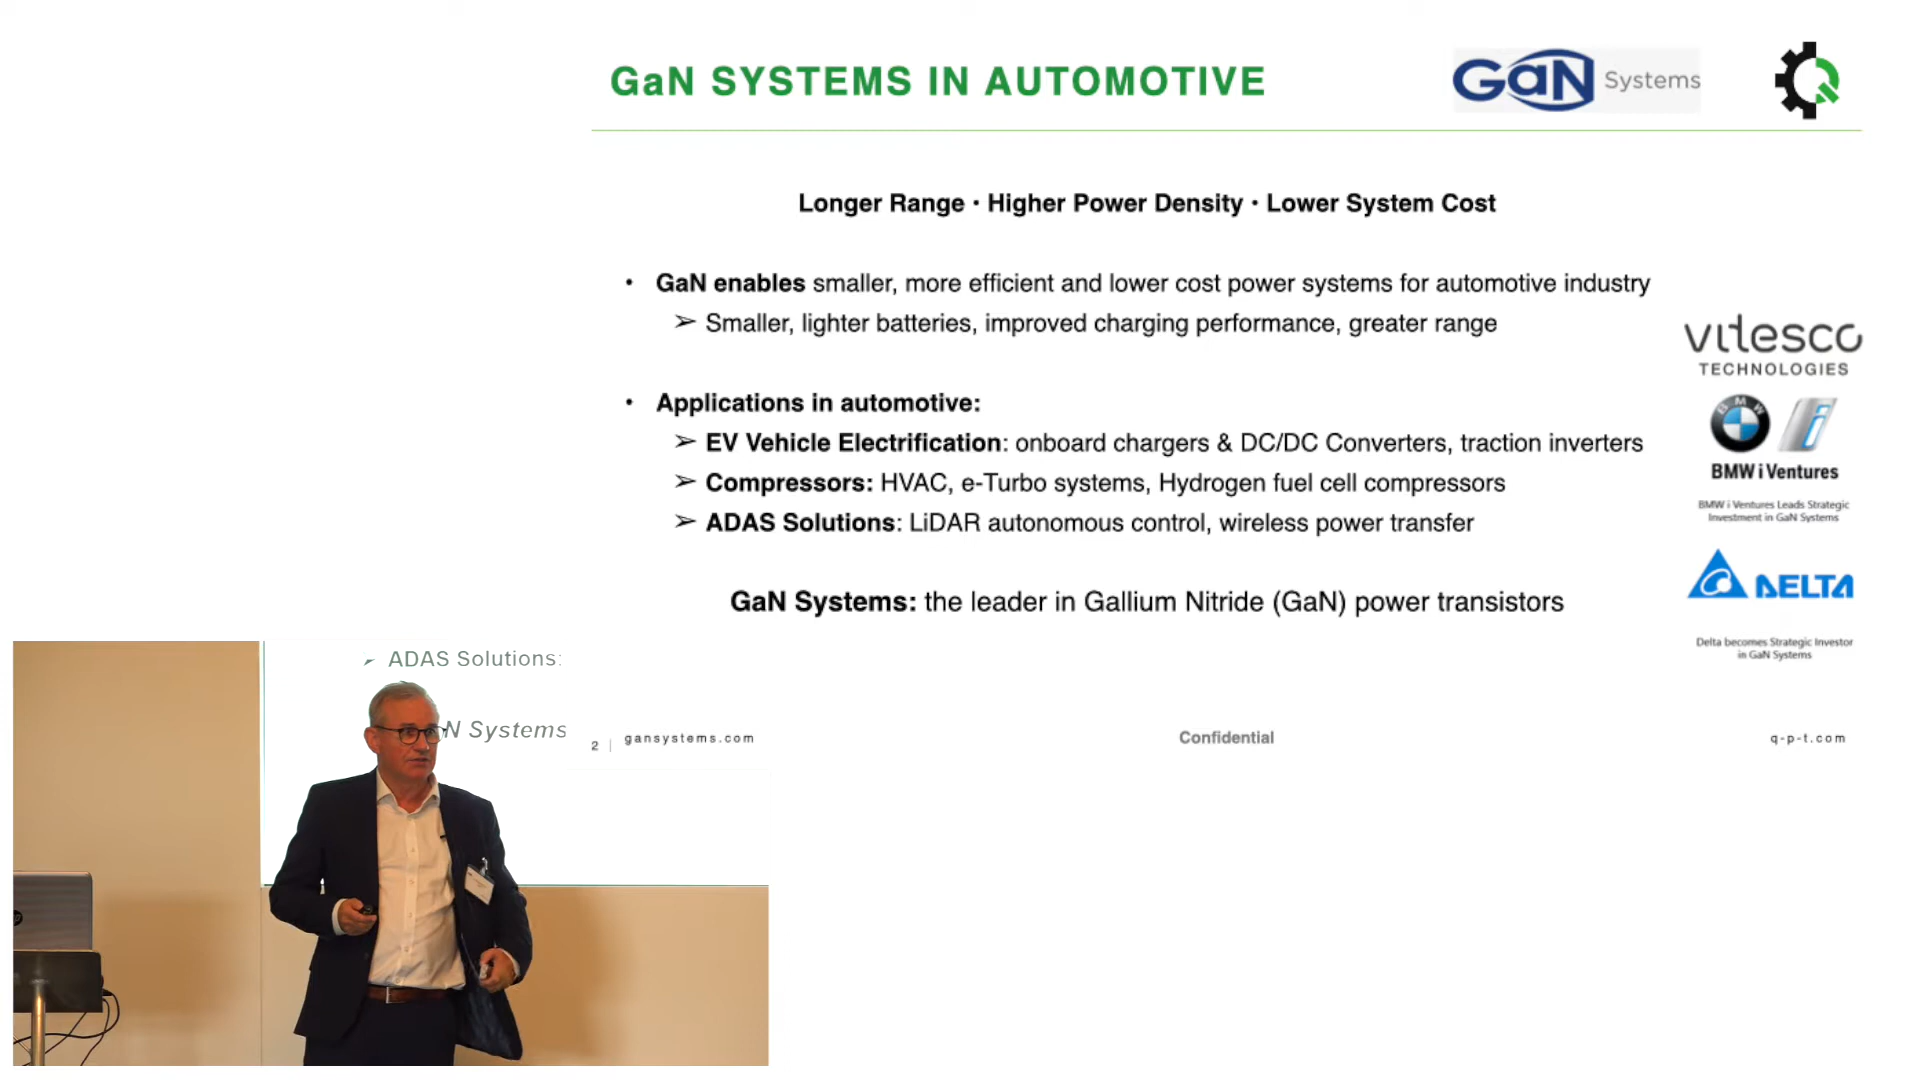 GaN SYSTEMS IN AUTOMOTIVE
GaN Systems
Longer Range • Higher Power Density • Lower System Cost
• GaN enables smaller, more efficient and lower cost power systems for automotive industry
➢ Smaller, lighter batteries, improved charging performance, greater range
• Applications in automotive:
➢ EV Vehicle Electrification: onboard chargers & DC/DC Converters, traction inverters
➢ Compressors: HVAC, e-Turbo systems, Hydrogen fuel cell compressors
➢ ADAS Solutions: LiDAR autonomous control, wireless power transfer
GaN Systems: the leader in Gallium Nitride (GaN) power transistors
vitesco
TECHNOLOGIES
BMW
i
BMW i Ventures
BMW i Ventures Leads Strategic
Investment in GaN Systems
DELTA
Delta becomes Strategic Investor
in GaN Systems
2 | gansystems.com
Confidential
q-p-t.com
➢ ADAS Solutions:
N Systems